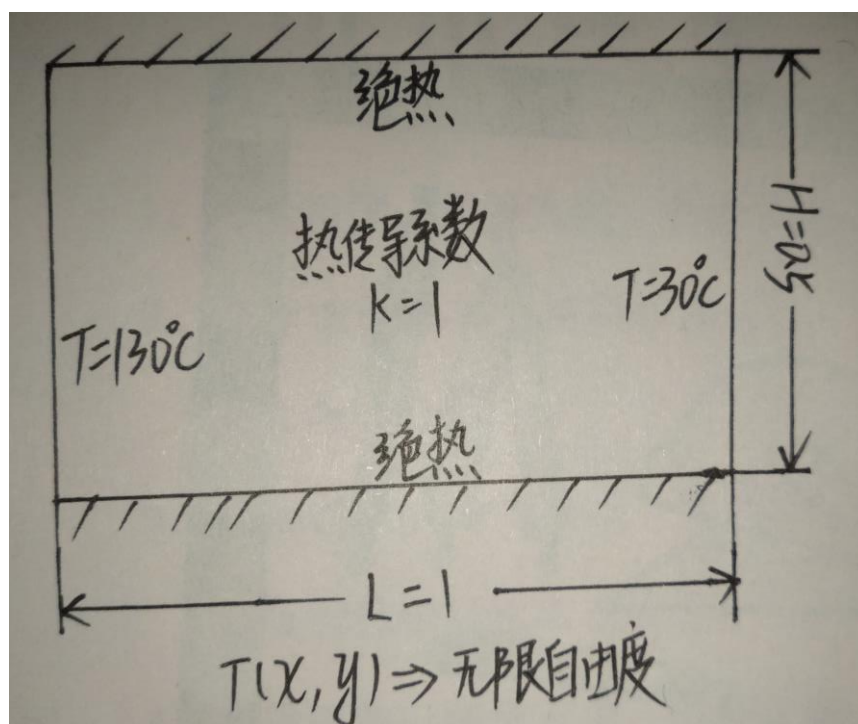 绝热
热传导系数
K=1
T=30°C
H=0.5
T=130°C
绝热
L=1
T(x,y)⇒无限自由度